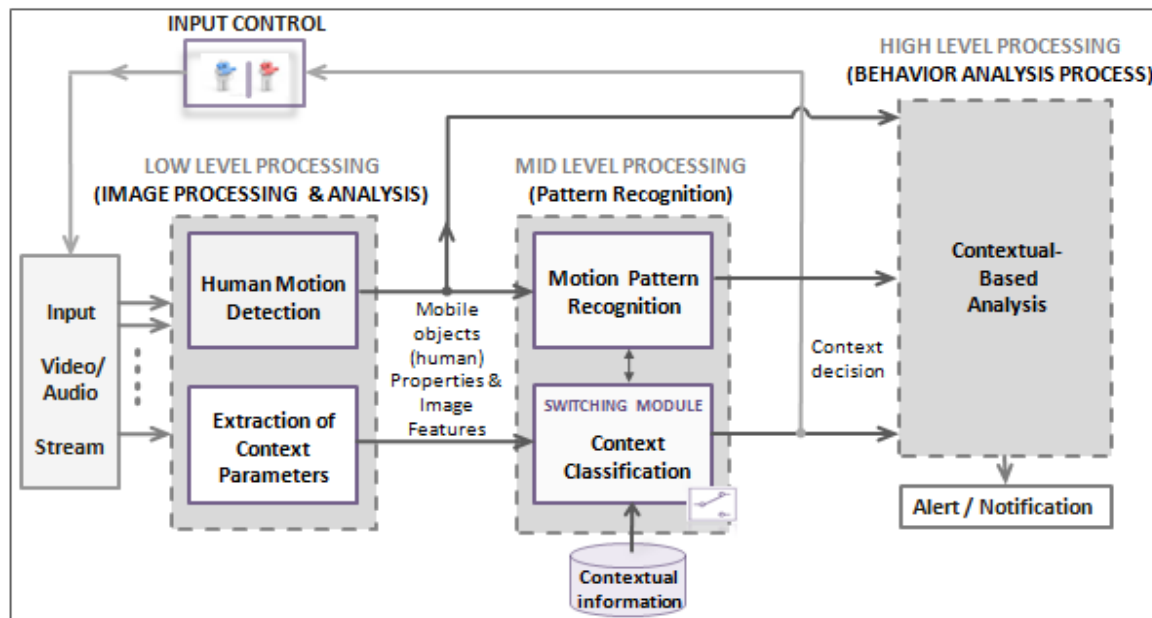 INPUT CONTROL
HIGH LEVEL PROCESSING
(BEHAVIOR ANALYSIS PROCESS)
LOW LEVEL PROCESSING
(IMAGE PROCESSING & ANALYSIS)
MID LEVEL PROCESSING
(Pattern Recognition)
Input
Video/
Audio
Stream
Human Motion
Detection
Extraction of
Context
Parameters
Mobile
objects
(human)
Properties &
Image
Features
Motion Pattern
Recognition
SWITCHING MODULE
Context
Classification
Contextual
information
Context
decision
Contextual-
Based
Analysis
Alert / Notification